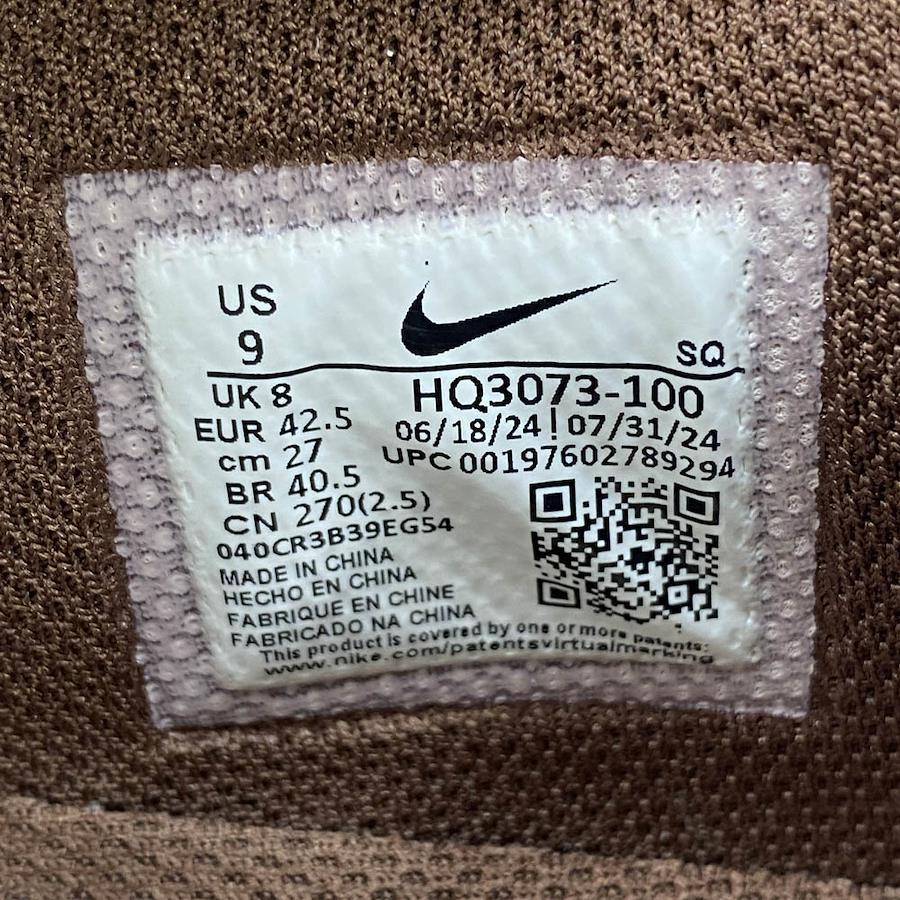 US
9
SQ
UK 8
HQ3073-100
EUR 42.5
06/18/24 ! 07/31/24
cm 27
UPC 00197602789294
BR 40.5
CN 270(2.5)
040CR3B39EG54
MADE IN CHINA
HECHO EN CHINA
FABRIQUE EN CHINE
FABRICADO NA CHINA
This product is covered by one or more patents:
www.nike.com/patentsvirtualmarking